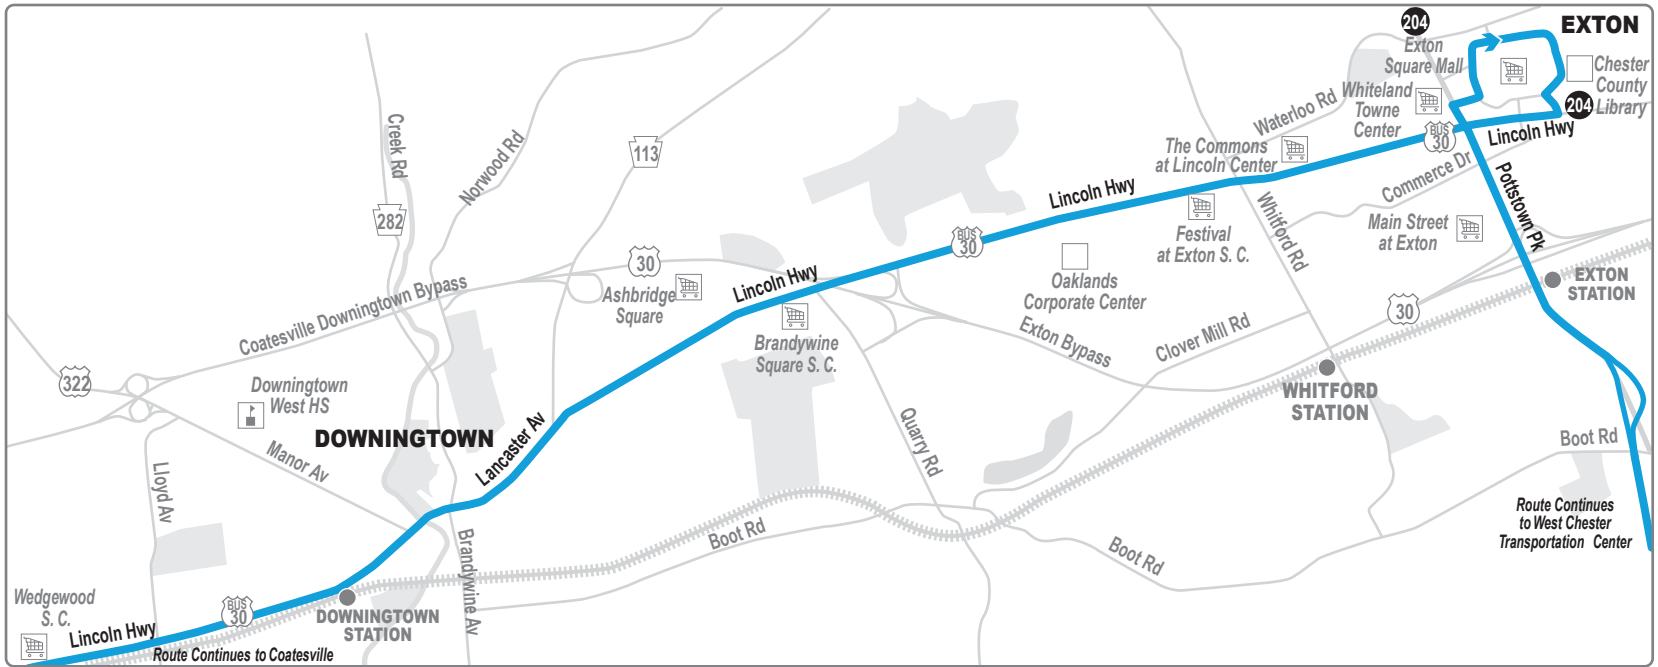 204
EXTON
Exton
Square Mall
Chester
County
Library
204
Whiteland
Towne
Center
Waterloo Rd
BUS
30
Lincoln Hwy
The Commons
at Lincoln Center
Commerce Dr
Pottstown Pk
Creek Rd
Norwood Rd
113
282
Lincoln Hwy
Whitford Rd
Main Street
at Exton
Festival
at Exton S. C.
BUS
30
30
Ashbridge
Square
Lincoln Hwy
Oaklands
Corporate Center
EXTON
STATION
30
Coatesville Downingtown Bypass
Brandywine
Square S. C.
Exton Bypass
Clover Mill Rd
322
Downingtown
West HS
WHITFORD
STATION
DOWNINGTOWN
Lancaster Av
Quarry Rd
Boot Rd
Manor Av
Lloyd Av
Route Continues
to West Chester
Transportation Center
Boot Rd
Boot Rd
Brandywine Av
Wedgewood
S. C.
BUS
30
DOWNINGTOWN
STATION
Lincoln Hwy
Route Continues to Coatesville